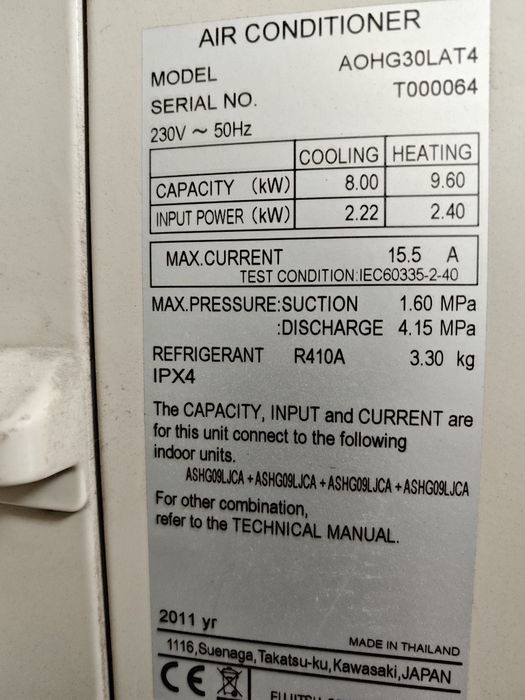 AIR CONDITIONER
MODEL AOHG30LAT4
SERIAL NO. T000064
230V ~ 50Hz
COOLING HEATING
CAPACITY (kW) 8.00 9.60
INPUT POWER (kW) 2.22 2.40
MAX.CURRENT 15.5 A
TEST CONDITION:IEC60335-2-40
MAX.PRESSURE:SUCTION 1.60 MPa
:DISCHARGE 4.15 MPa
REFRIGERANT R410A 3.30 kg
IPX4
The CAPACITY, INPUT and CURRENT are
for this unit connect to the following
indoor units.
ASHG09LJCA + ASHG09LJCA + ASHG09LJCA + ASHG09LJCA
For other combination,
refer to the TECHNICAL MANUAL.
2011 yr
MADE IN THAILAND
1116,Suenaga,Takatsu-ku,Kawasaki,JAPAN
CE